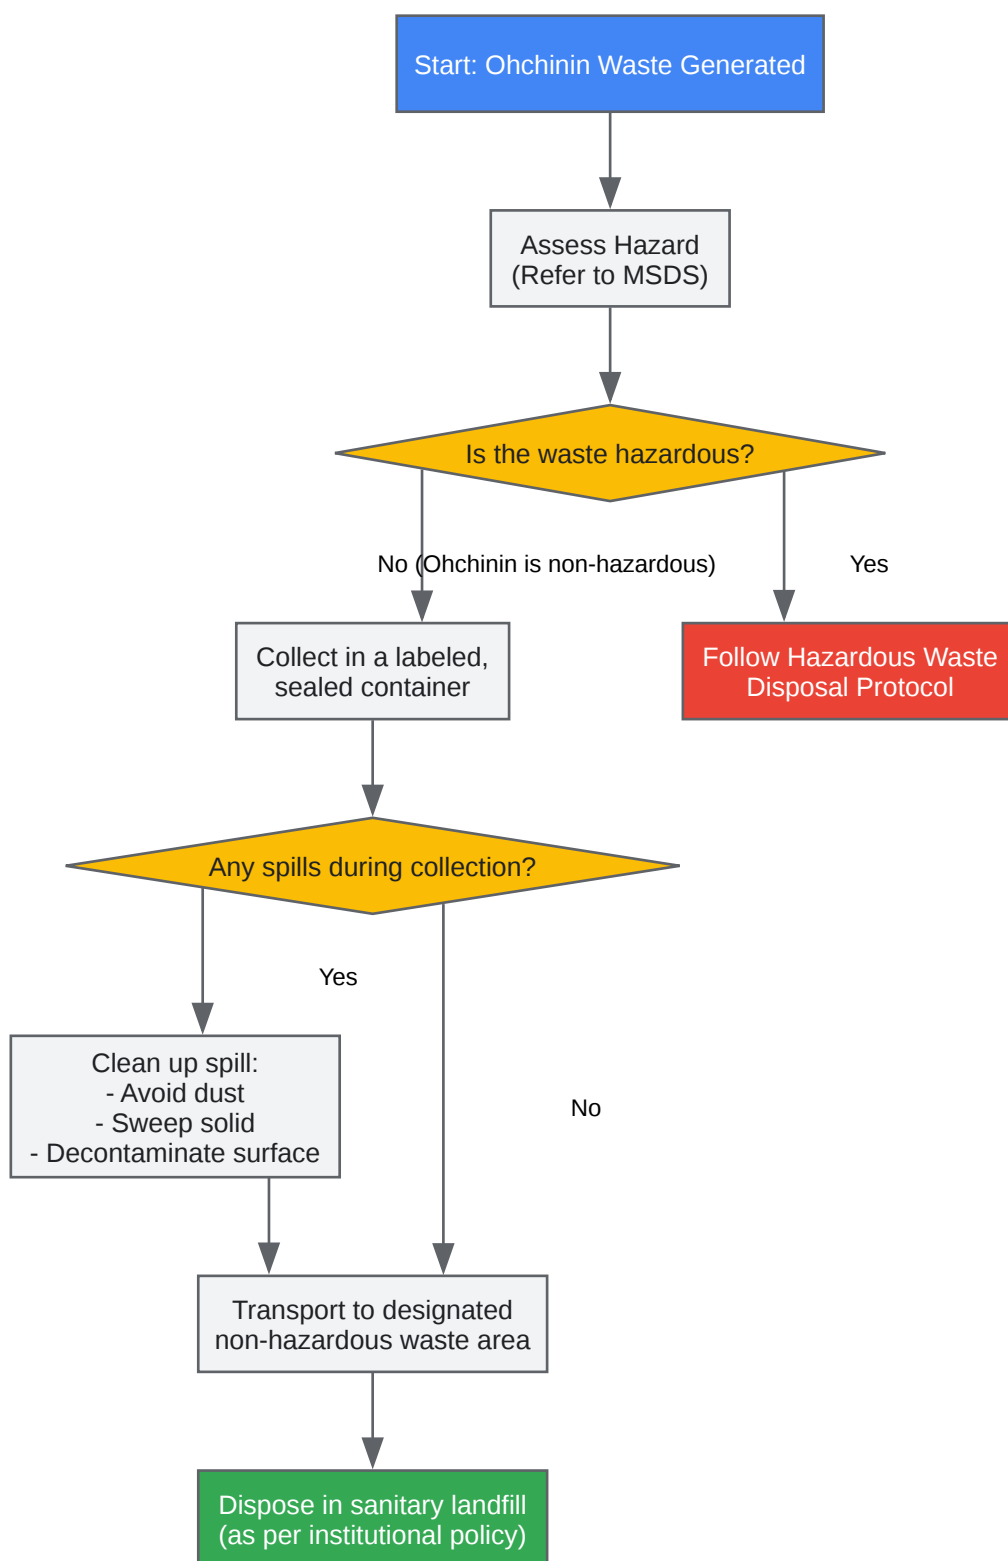 Start: Ohchinin Waste Generated
Assess Hazard
(Refer to MSDS)
Is the waste hazardous?
No (Ohchinin is non-hazardous)
Yes
Collect in a labeled,
sealed container
Follow Hazardous Waste
Disposal Protocol
Any spills during collection?
Yes
Clean up spill:
- Avoid dust
- Sweep solid
- Decontaminate surface
No
Transport to designated
non-hazardous waste area
Dispose in sanitary landfill
(as per institutional policy)